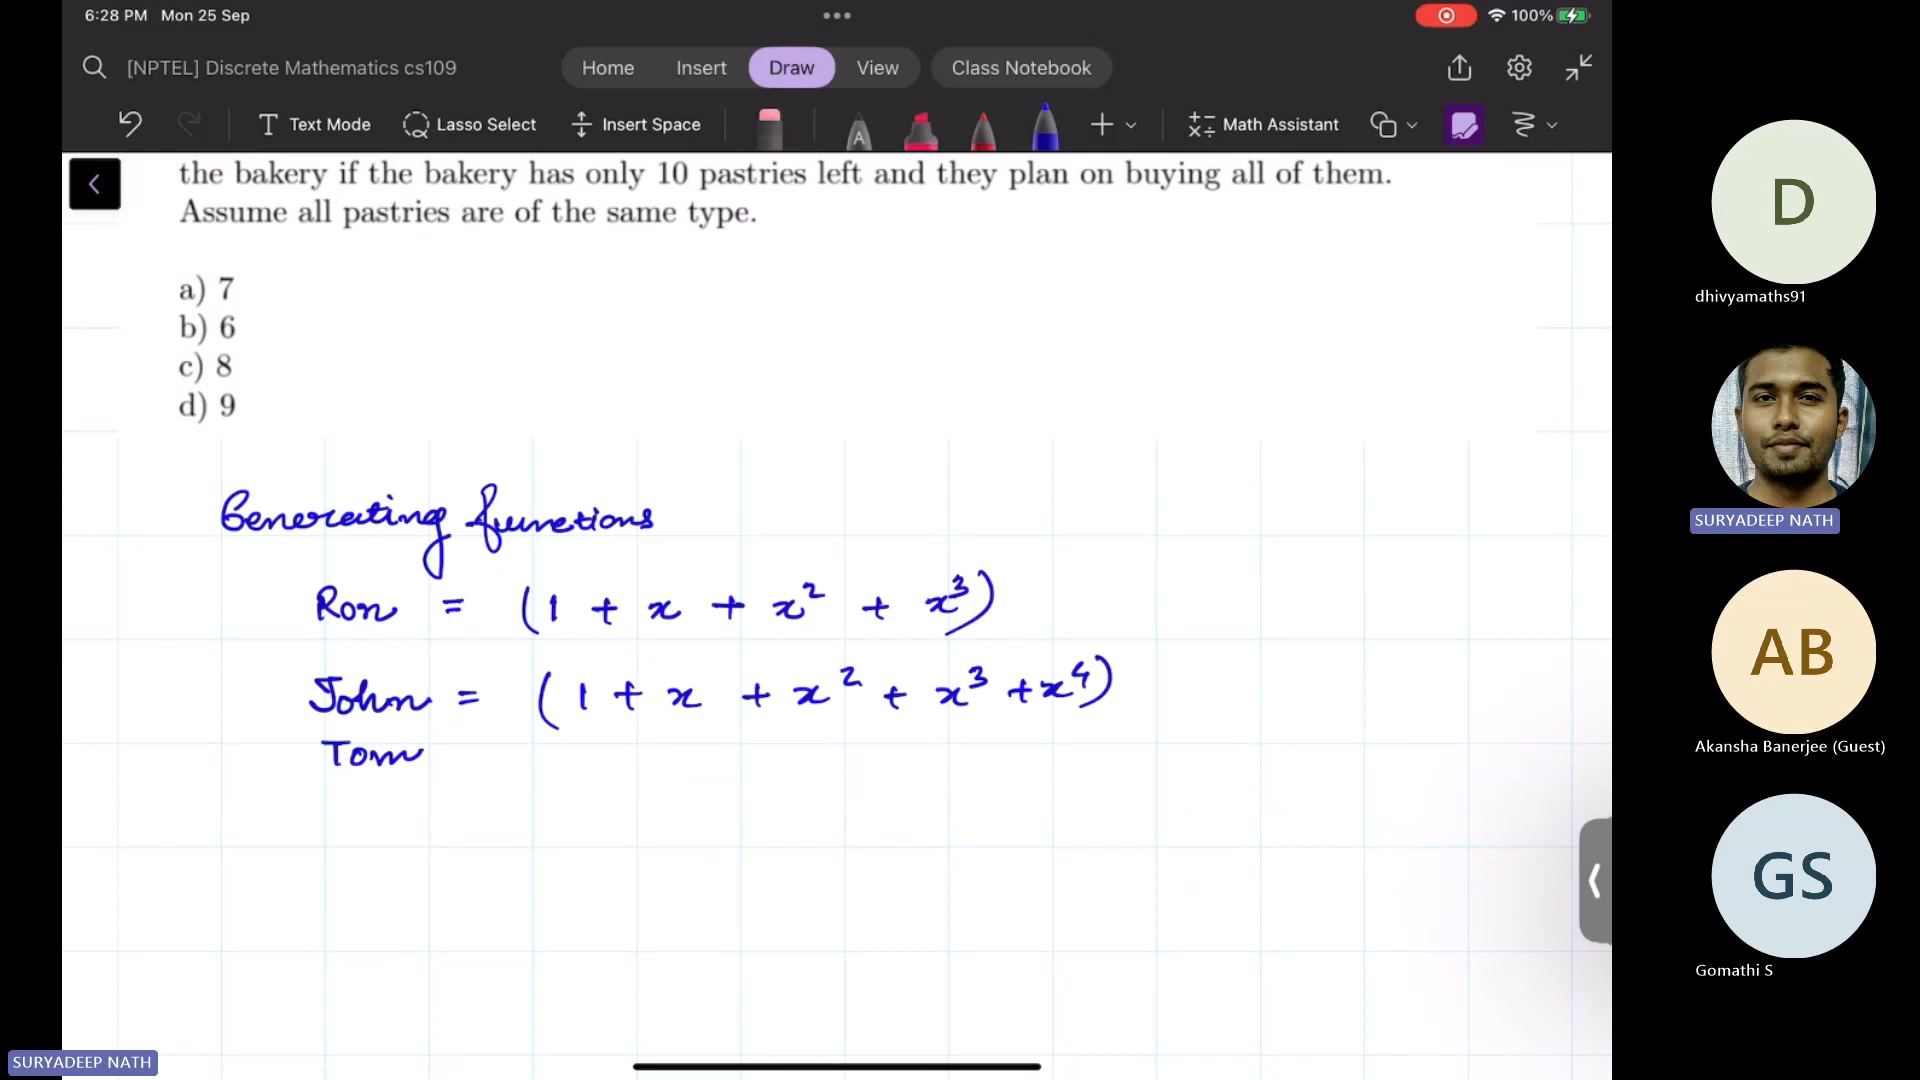 6:28 PM Mon 25 Sep
100%
[NPTEL] Discrete Mathematics cs109
Home Insert Draw View Class Notebook
Text Mode Lasso Select Insert Space A Math Assistant
the bakery if the bakery has only 10 pastries left and they plan on buying all of them.
Assume all pastries are of the same type.
a) 7
b) 6
c) 8
d) 9
Generating functions
Ron = (1 + x + x² + x³)
John = (1 + x + x² + x³ + x⁴)
Tom
D
dhivyamaths91
SURYADEEP NATH
AB
Akansha Banerjee (Guest)
GS
Gomathi S
SURYADEEP NATH